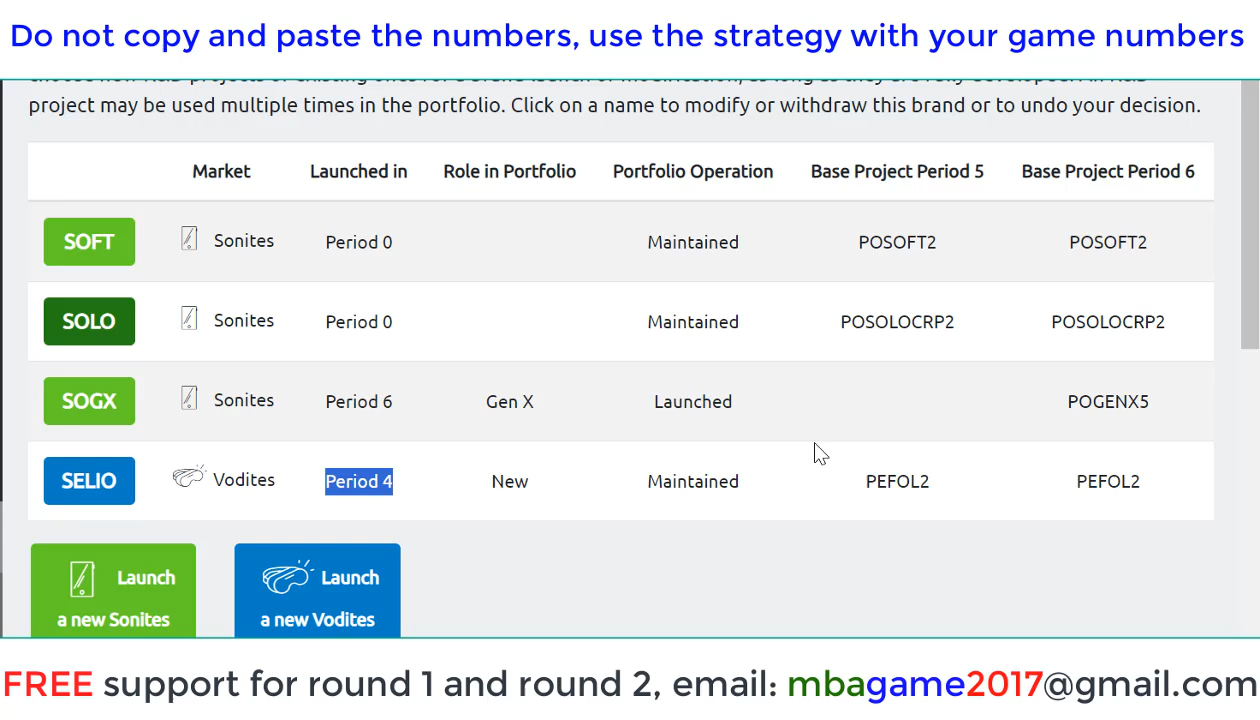 Do not copy and paste the numbers, use the strategy with your game numbers
project may be used multiple times in the portfolio. Click on a name to modify or withdraw this brand or to undo your decision.
Market Launched in Role in Portfolio Portfolio Operation Base Project Period 5 Base Project Period 6
SOFT Sonites Period 0 Maintained POSOFT2 POSOFT2
SOLO Sonites Period 0 Maintained POSOLOCRP2 POSOLOCRP2
SOGX Sonites Period 6 Gen X Launched POGENX5
SELIO Vodites Period 4 New Maintained PEFOL2 PEFOL2
Launch
a new Sonites
Launch
a new Vodites
FREE support for round 1 and round 2, email: mbagame2017@gmail.com